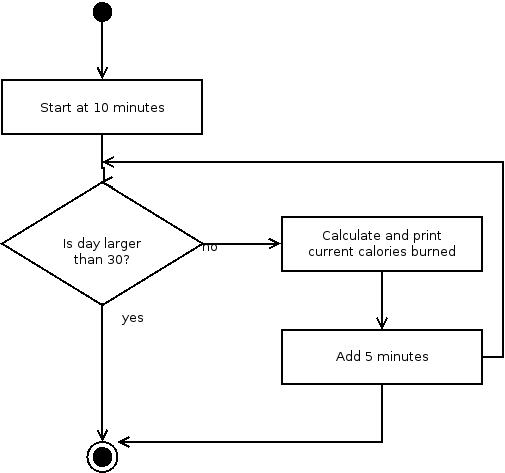 Start at 10 minutes
Is day larger
than 30?
no
Calculate and print
current calories burned
yes
Add 5 minutes